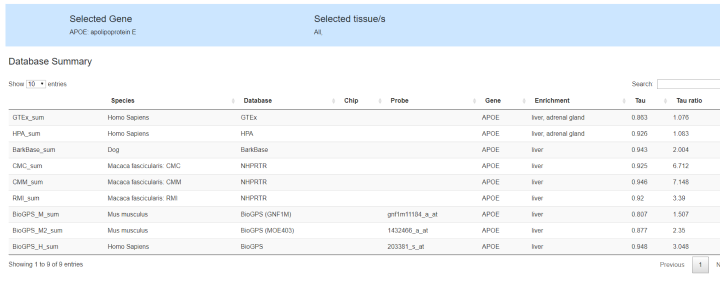 Selected Gene Selected tissue/s
APOE: apolipoprotein E All,
Database Summary
Show 10 entries Search:
Species Database Chip Probe Gene Enrichment Tau Tau ratio
GTEx_sum Homo Sapiens GTEx APOE liver, adrenal gland 0.863 1.076
HPA_sum Homo Sapiens HPA APOE liver, adrenal gland 0.926 1.083
BarkBase_sum Dog BarkBase APOE liver 0.943 2.004
CMC_sum Macaca fascicularis: CMC NHPRTR APOE liver 0.925 6.712
CMM_sum Macaca fascicularis: CMM NHPRTR APOE liver 0.946 7.148
RMI_sum Macaca fascicularis: RMI NHPRTR APOE liver 0.92 3.39
BioGPS_M_sum Mus musculus BioGPS (GNF1M) gnf1m11184_a_at APOE liver 0.807 1.507
BioGPS_M2_sum Mus musculus BioGPS (MOE403) 1432466_a_at APOE liver 0.877 2.35
BioGPS_H_sum Homo Sapiens BioGPS 203381_s_at APOE liver 0.948 3.048
Showing 1 to 9 of 9 entries Previous 1 N